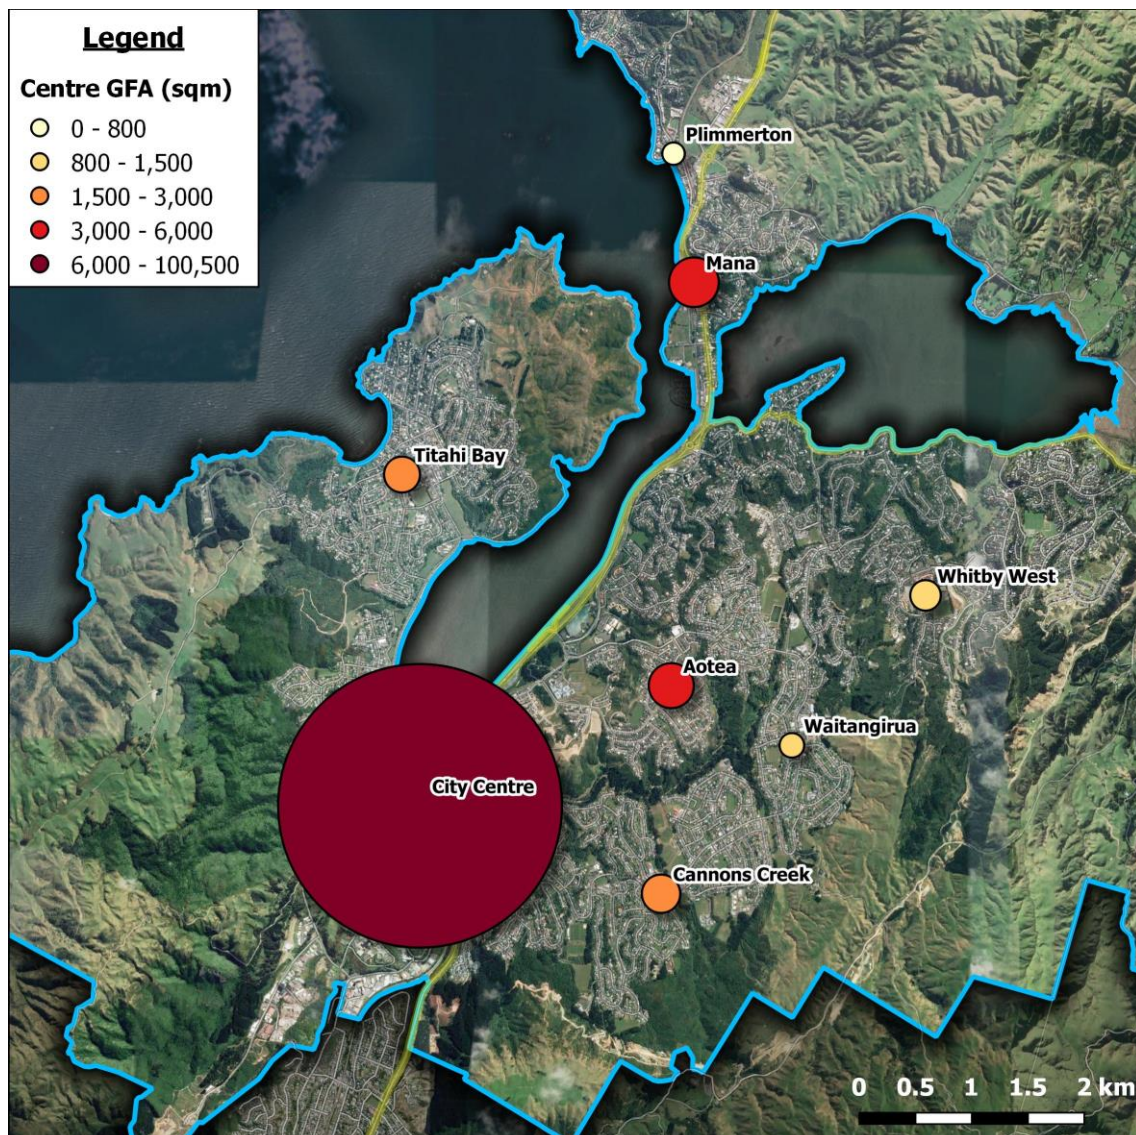 Legend
Centre GFA (sqm)
0 - 800
800 - 1,500
1,500 - 3,000
3,000 - 6,000
6,000 - 100,500
Plimmerton
Mana
Titahi Bay
Whitby West
Aotea
Waitangirua
City Centre
Cannons Creek
0 0.5 1 1.5 2 km